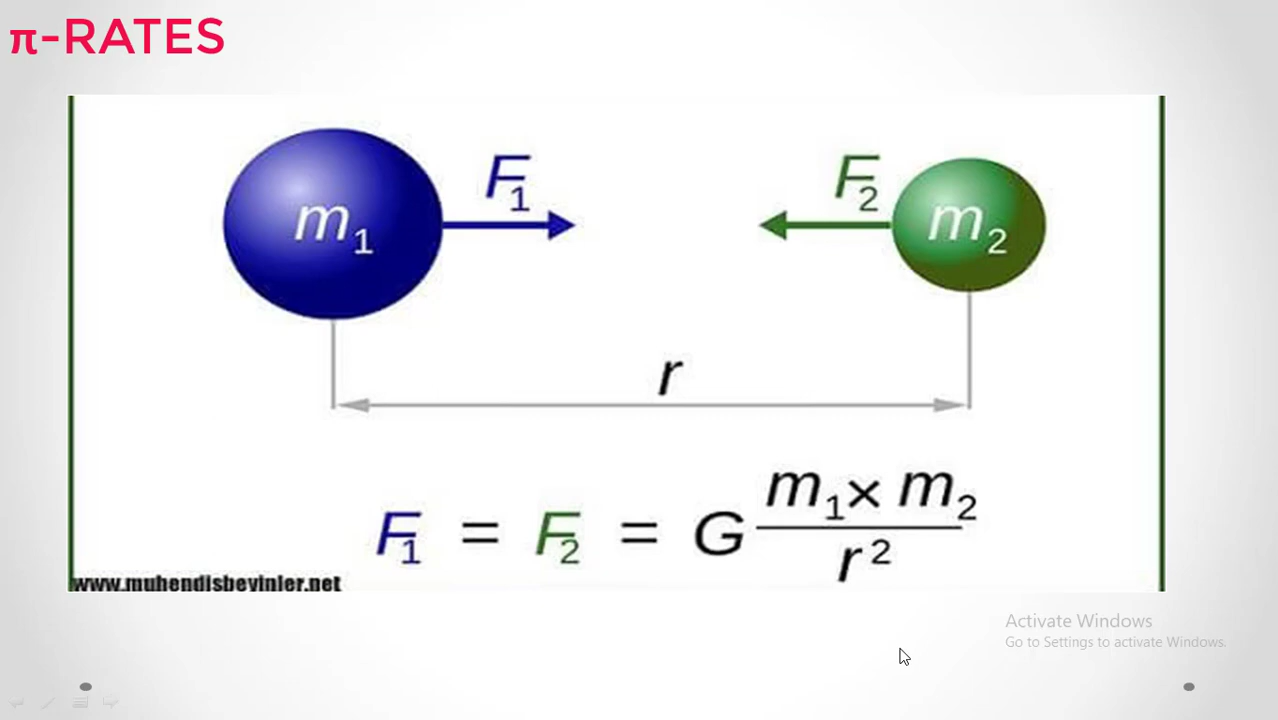 π-RATES
F₁
F₂
m₁
m₂
r
F₁ = F₂ = G m₁ × m₂ / r²
www.muhendisbeyinler.net
Activate Windows
Go to Settings to activate Windows.